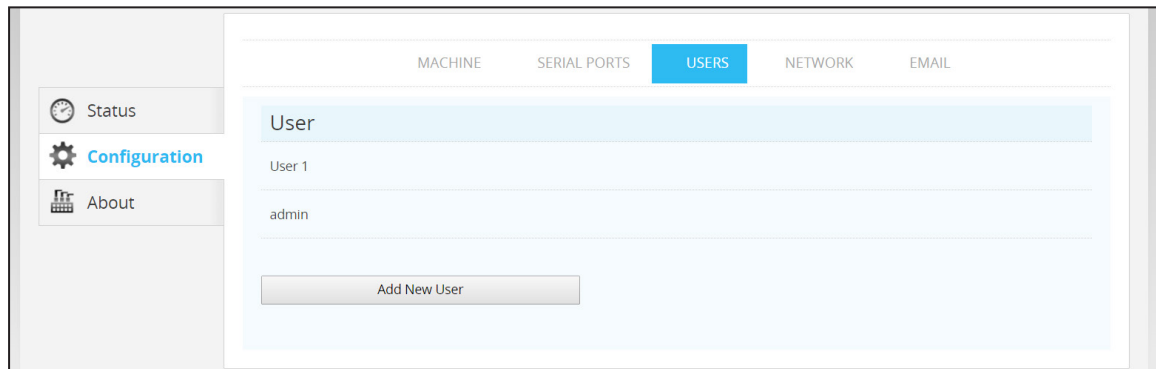 MACHINE SERIAL PORTS USERS NETWORK EMAIL
Status
Configuration
About
User
User 1
admin
Add New User